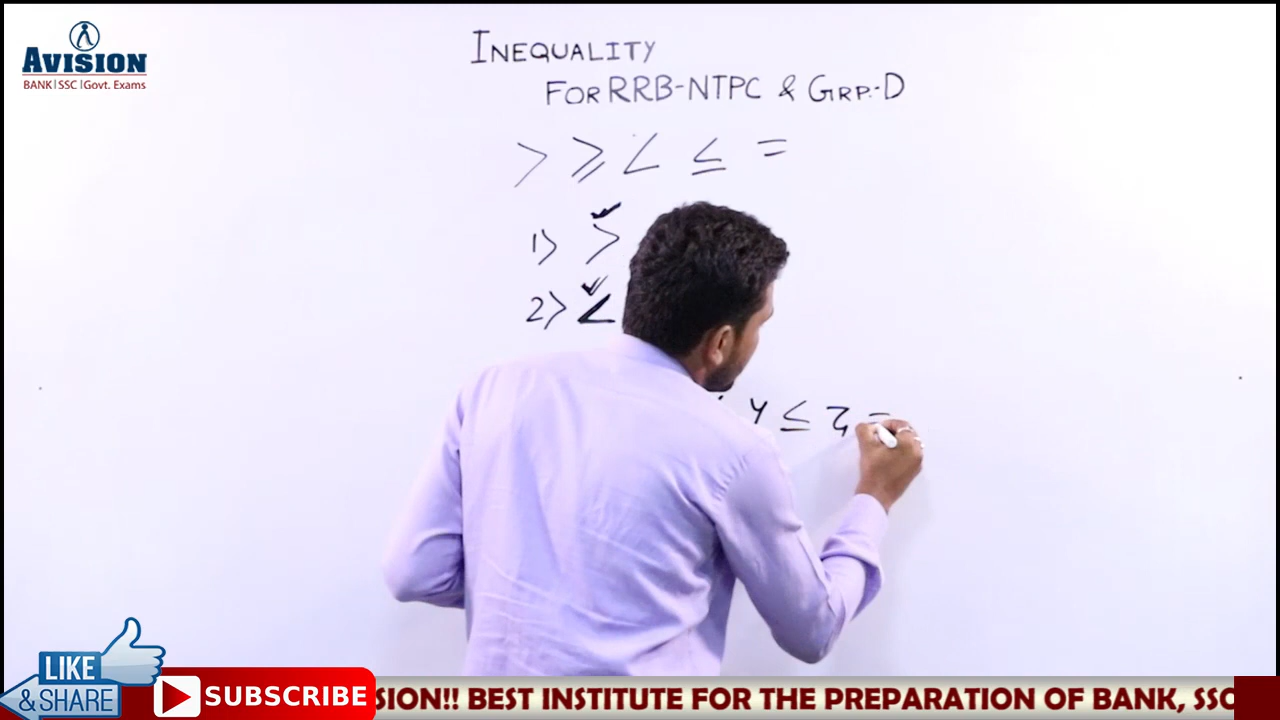 AVISION
BANK|SSC|Govt. Exams
INEQUALITY
FOR RRB-NTPC & GRP.-D
> ≥ < ≤ =
1) >
2) <
y ≤ z =
LIKE
& SHARE
SUBSCRIBE
SION!! BEST INSTITUTE FOR THE PREPARATION OF BANK, SSC